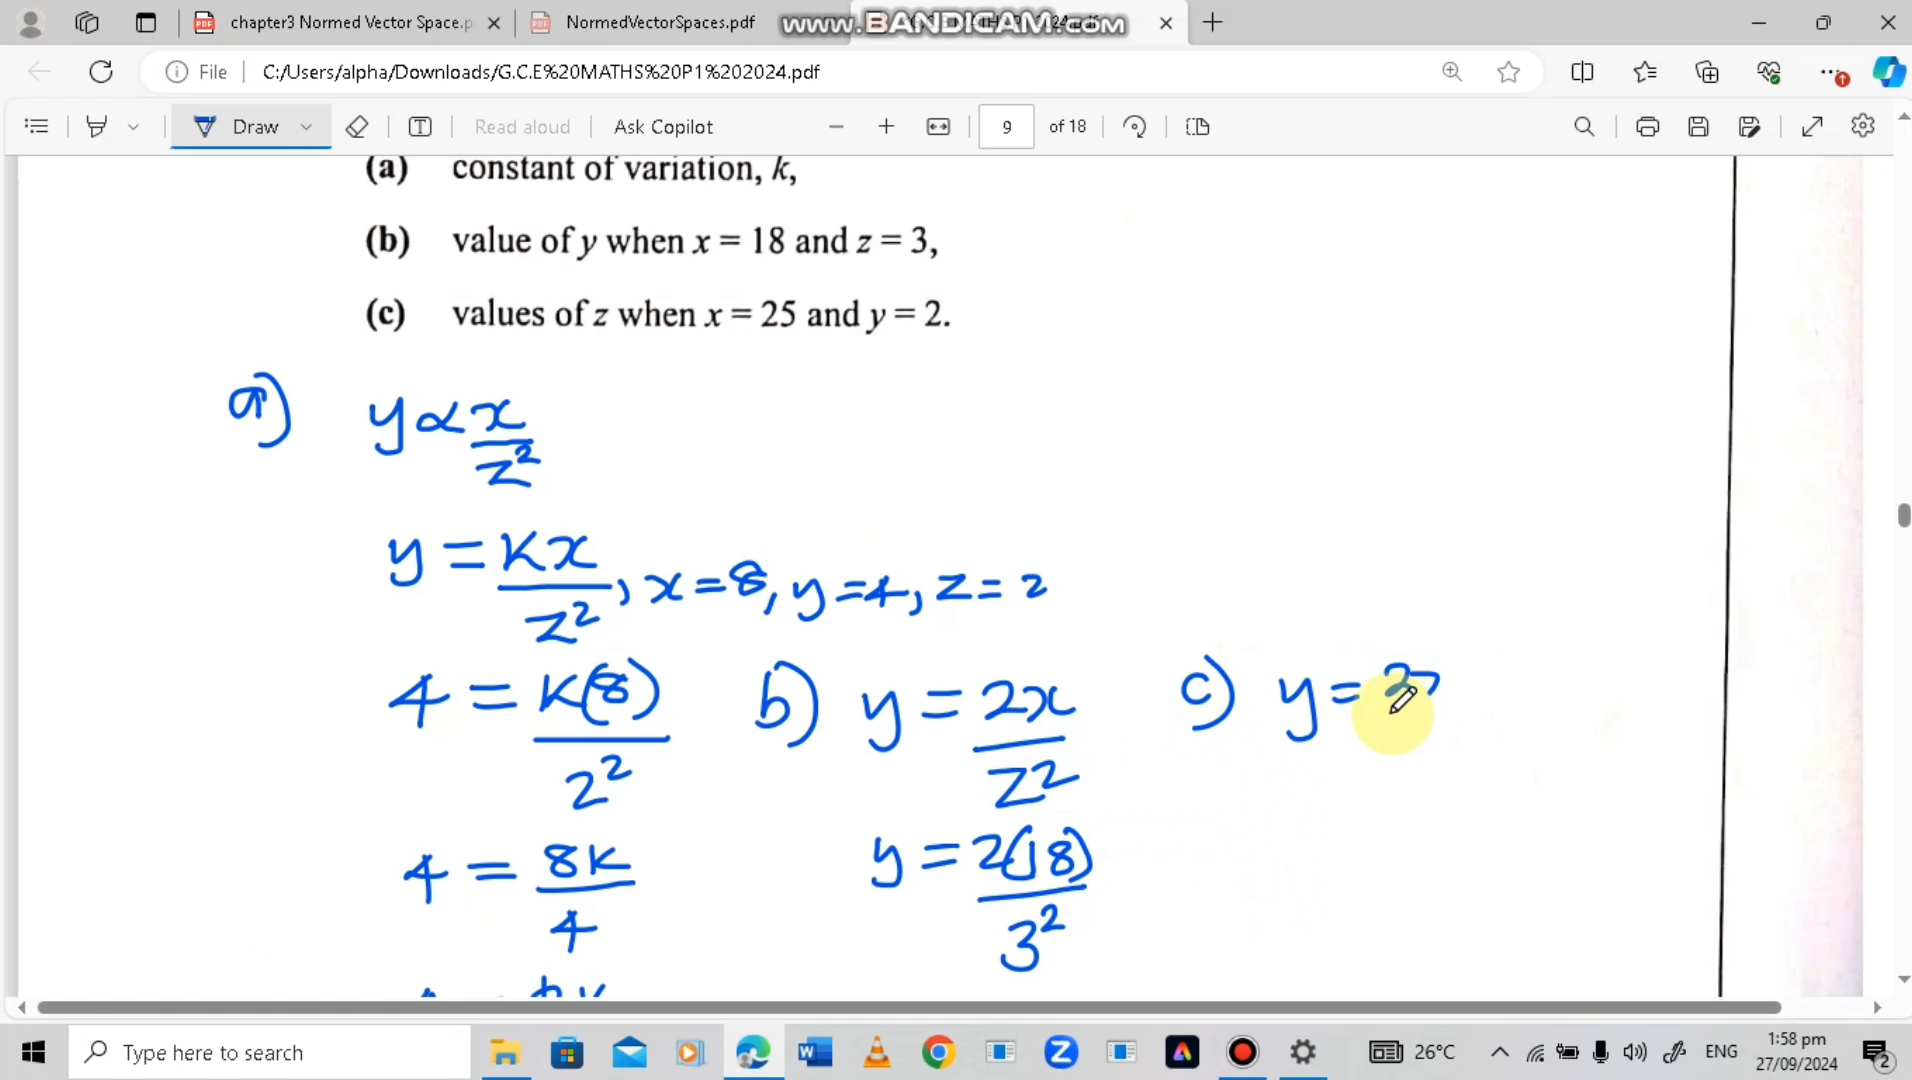 chapter3 Normed Vector Space.p
NormedVectorSpaces.pdf
www.BANDICAM.com
File
C:/Users/alpha/Downloads/G.C.E%20MATHS%20P1%202024.pdf
Draw
Read aloud
Ask Copilot
9
of 18
(a) constant of variation, k,
(b) value of y when x = 18 and z = 3,
(c) values of z when x = 25 and y = 2.
a) y ∝ x/z²
y = kx/z², x = 8, y = 4, z = 2
4 = k(8)/2²
b) y = 2x/z²
c) y =
4 = 8k/4
y = 2(18)/3²
Type here to search
26°C
ENG
1:58 pm
27/09/2024
2